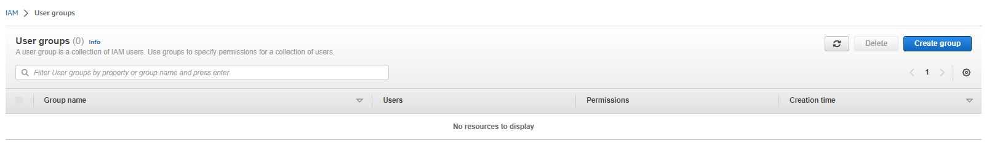 IAM > User groups
User groups (0) Info
A user group is a collection of IAM users. Use groups to specify permissions for a collection of users.
Delete
Create group
Filter User groups by property or group name and press enter
1
Group name Users Permissions Creation time
No resources to display